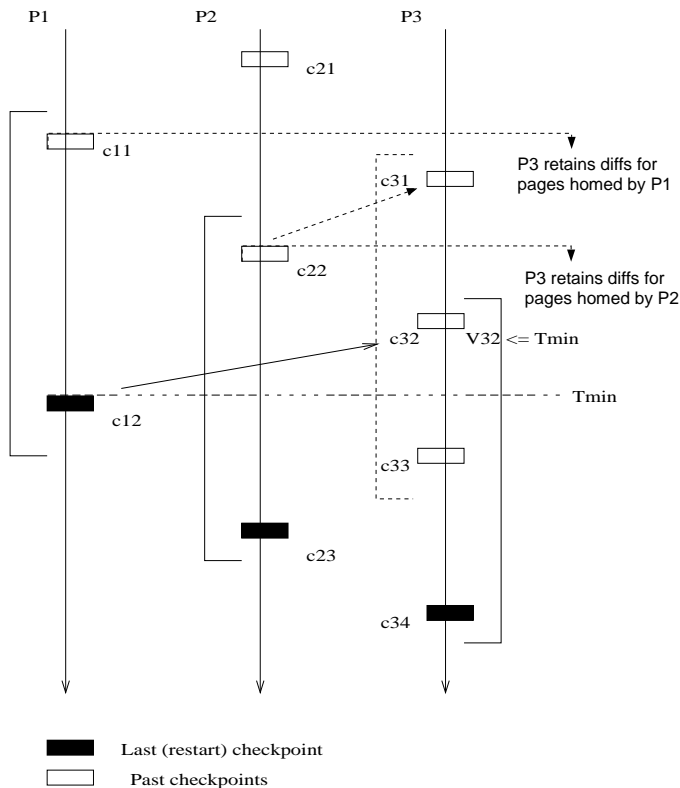 P1
P2
P3
c21
c11
P3 retains diffs for
pages homed by P1
c31
c22
P3 retains diffs for
pages homed by P2
c32
V32 <= Tmin
Tmin
c12
c33
c23
c34
Last (restart) checkpoint
Past checkpoints